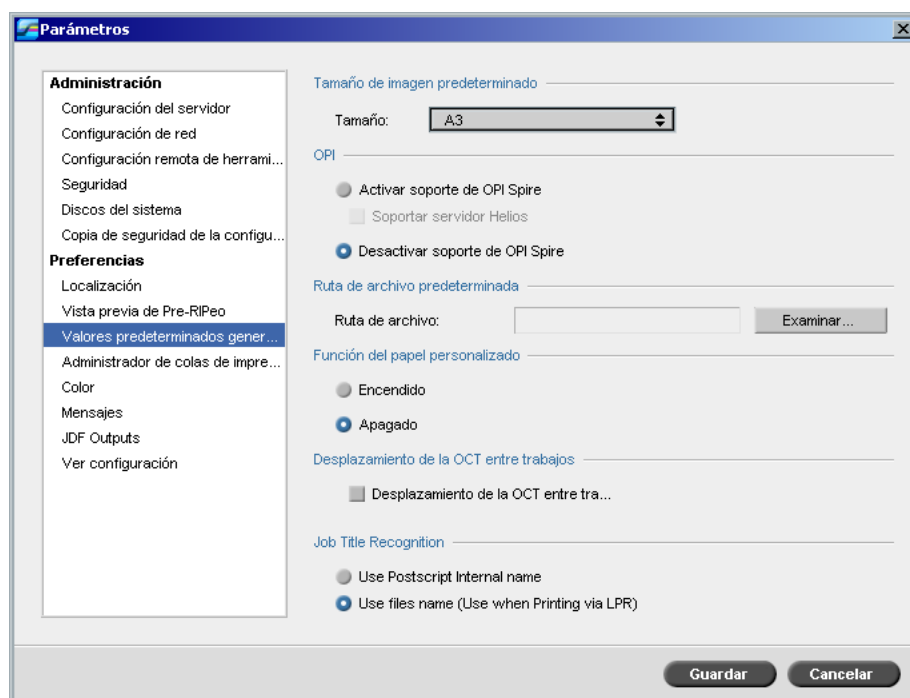 Parámetros
Administración
Configuración del servidor
Configuración de red
Configuración remota de herrami...
Seguridad
Discos del sistema
Copia de seguridad de la configu...
Preferencias
Localización
Vista previa de Pre-RIPeo
Valores predeterminados gener...
Administrador de colas de impre...
Color
Mensajes
JDF Outputs
Ver configuración
Tamaño de imagen predeterminado
Tamaño: A3
OPI
Activar soporte de OPI Spire
Soportar servidor Helios
Desactivar soporte de OPI Spire
Ruta de archivo predeterminada
Ruta de archivo: Examinar...
Función del papel personalizado
Encendido
Apagado
Desplazamiento de la OCT entre trabajos
Desplazamiento de la OCT entre tra...
Job Title Recognition
Use Postscript Internal name
Use files name (Use when Printing via LPR)
Guardar Cancelar